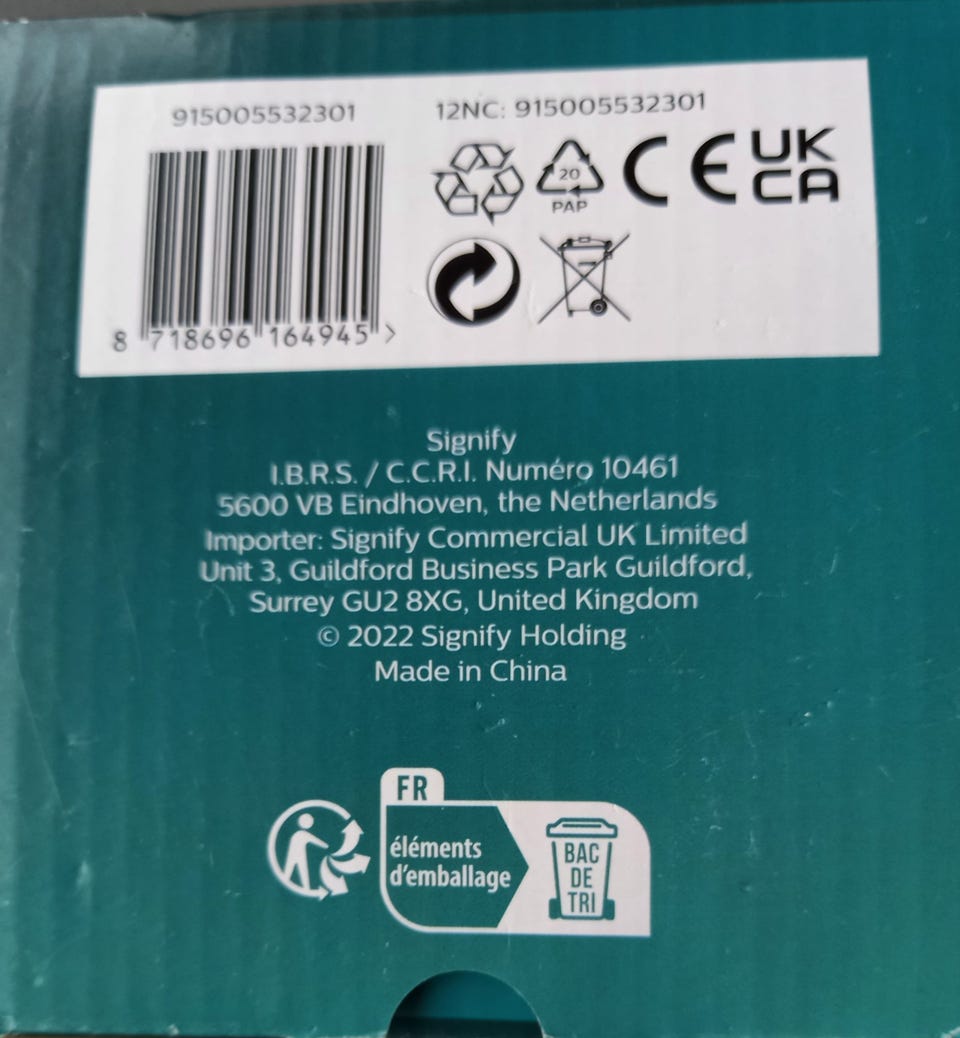 915005532301
12NC: 915005532301
20
PAP
CE
UK
CA
8 718696 164945 >
Signify
I.B.R.S. / C.C.R.I. Numéro 10461
5600 VB Eindhoven, the Netherlands
Importer: Signify Commercial UK Limited
Unit 3, Guildford Business Park Guildford,
Surrey GU2 8XG, United Kingdom
© 2022 Signify Holding
Made in China
FR
éléments
d'emballage
BAC
DE
TRI